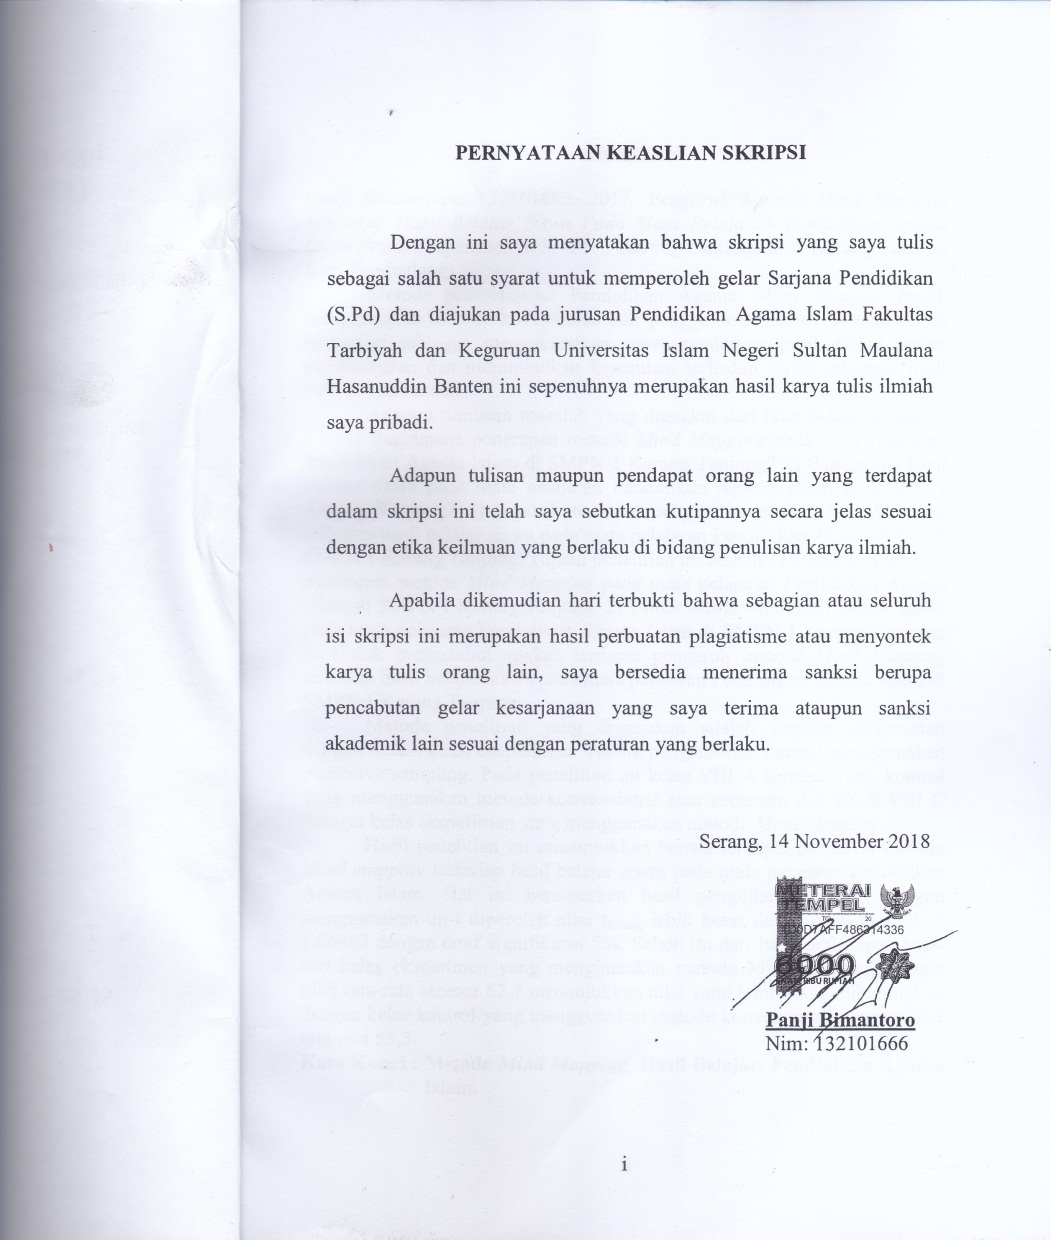 PERNYATAAN KEASLIAN SKRIPSI
Dengan ini saya menyatakan bahwa skripsi yang saya tulis
sebagai salah satu syarat untuk memperoleh gelar Sarjana Pendidikan
(S.Pd) dan diajukan pada jurusan Pendidikan Agama Islam Fakultas
Tarbiyah dan Keguruan Universitas Islam Negeri Sultan Maulana
Hasanuddin Banten ini sepenuhnya merupakan hasil karya tulis ilmiah
saya pribadi.
Adapun tulisan maupun pendapat orang lain yang terdapat
dalam skripsi ini telah saya sebutkan kutipannya secara jelas sesuai
dengan etika keilmuan yang berlaku di bidang penulisan karya ilmiah.
Apabila dikemudian hari terbukti bahwa sebagian atau seluruh
isi skripsi ini merupakan hasil perbuatan plagiatisme atau menyontek
karya tulis orang lain, saya bersedia menerima sanksi berupa
pencabutan gelar kesarjanaan yang saya terima ataupun sanksi
akademik lain sesuai dengan peraturan yang berlaku.
Serang, 14 November 2018
METERAI
TEMPEL
20
6000
RIBU RUPIAH
Panji Bimantoro
Nim: 132101666
i